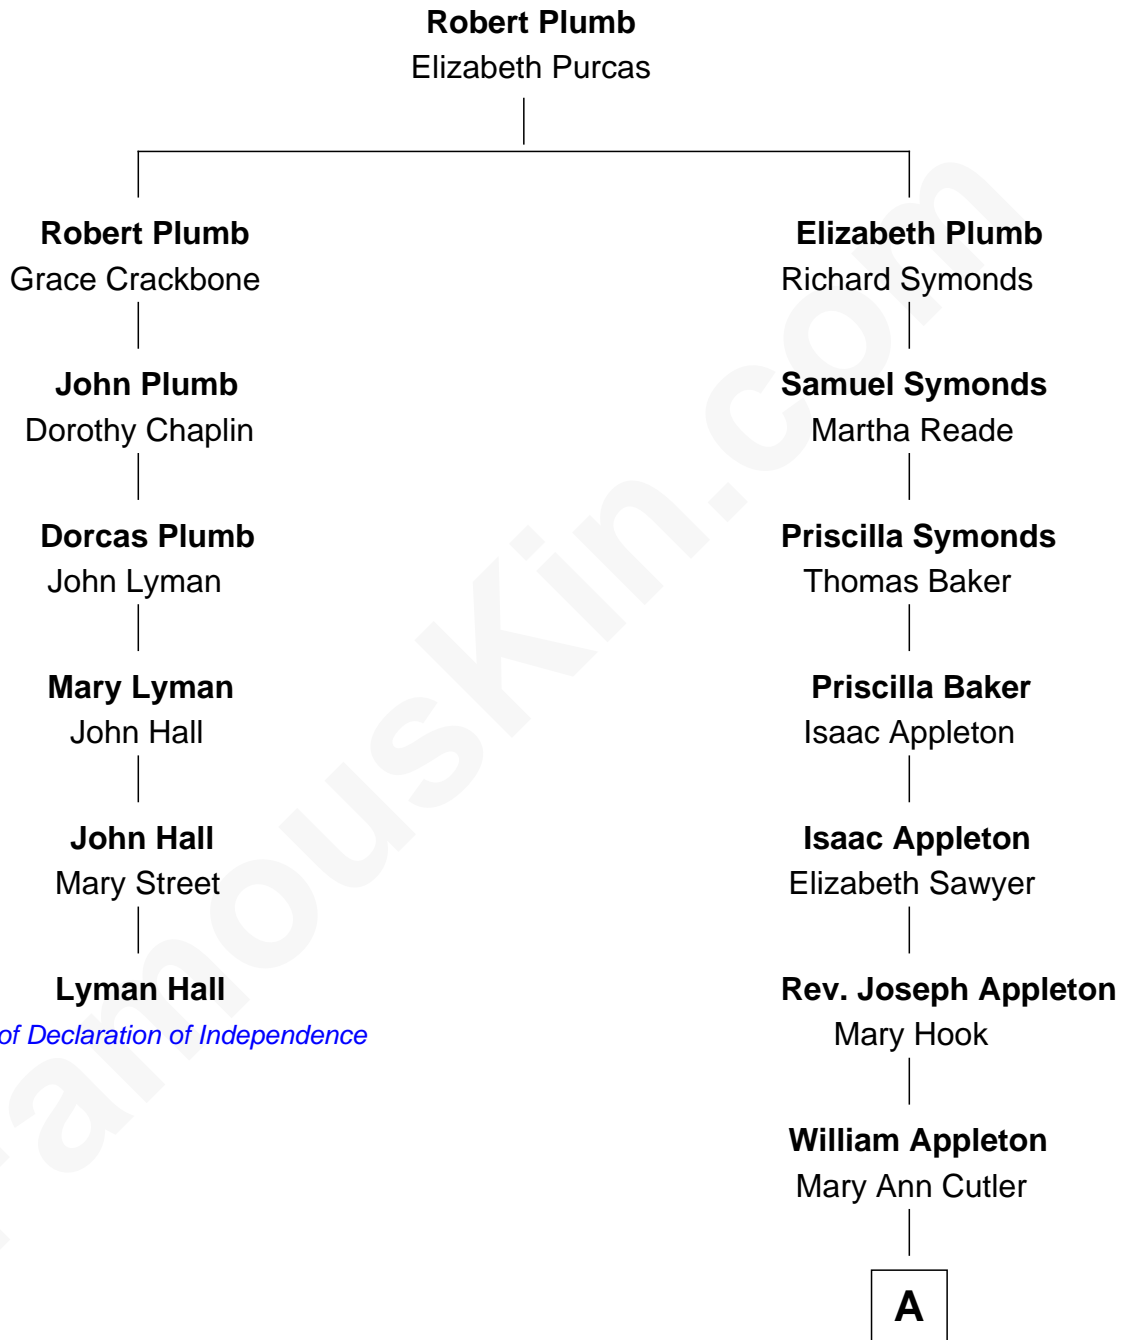 Robert Plumb
Elizabeth Purcas
Robert Plumb
Grace Crackbone
John Plumb
Dorothy Chaplin
Dorcas Plumb
John Lyman
Mary Lyman
John Hall
John Hall
Mary Street
Lyman Hall
of Declaration of Independence
Elizabeth Plumb
Richard Symonds
Samuel Symonds
Martha Reade
Priscilla Symonds
Thomas Baker
Priscilla Baker
Isaac Appleton
Isaac Appleton
Elizabeth Sawyer
Rev. Joseph Appleton
Mary Hook
William Appleton
Mary Ann Cutler
A
FamousKin.com